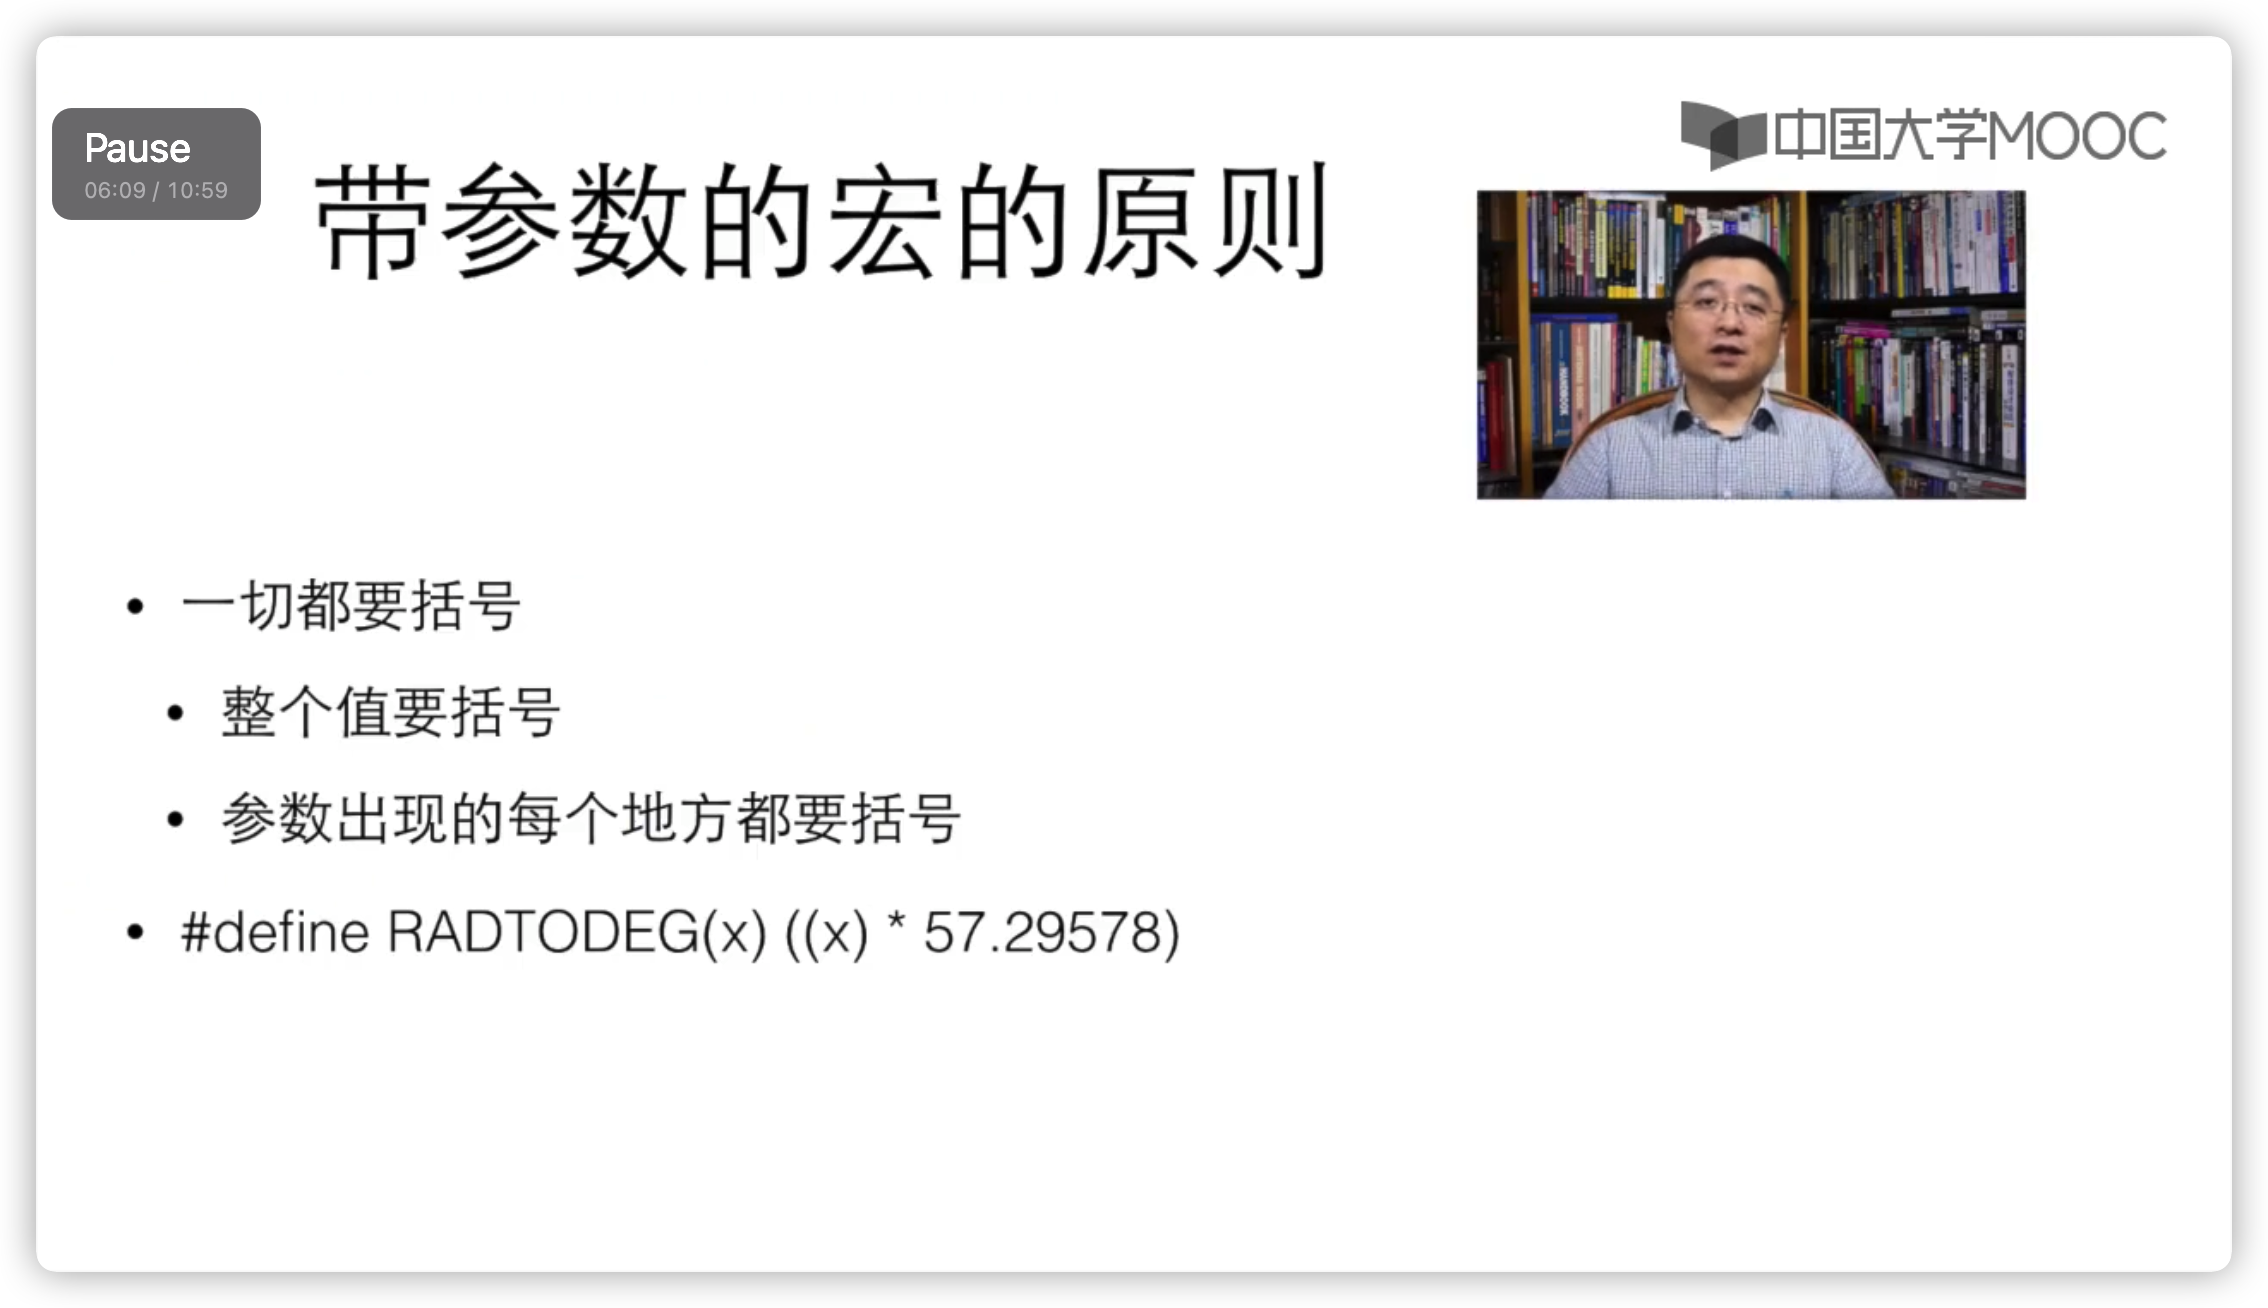 Pause
06:09 / 10:59
中国大学MOOC
带参数的宏的原则
• 一切都要括号
• 整个值要括号
• 参数出现的每个地方都要括号
• #define RADTODEG(x) ((x) * 57.29578)